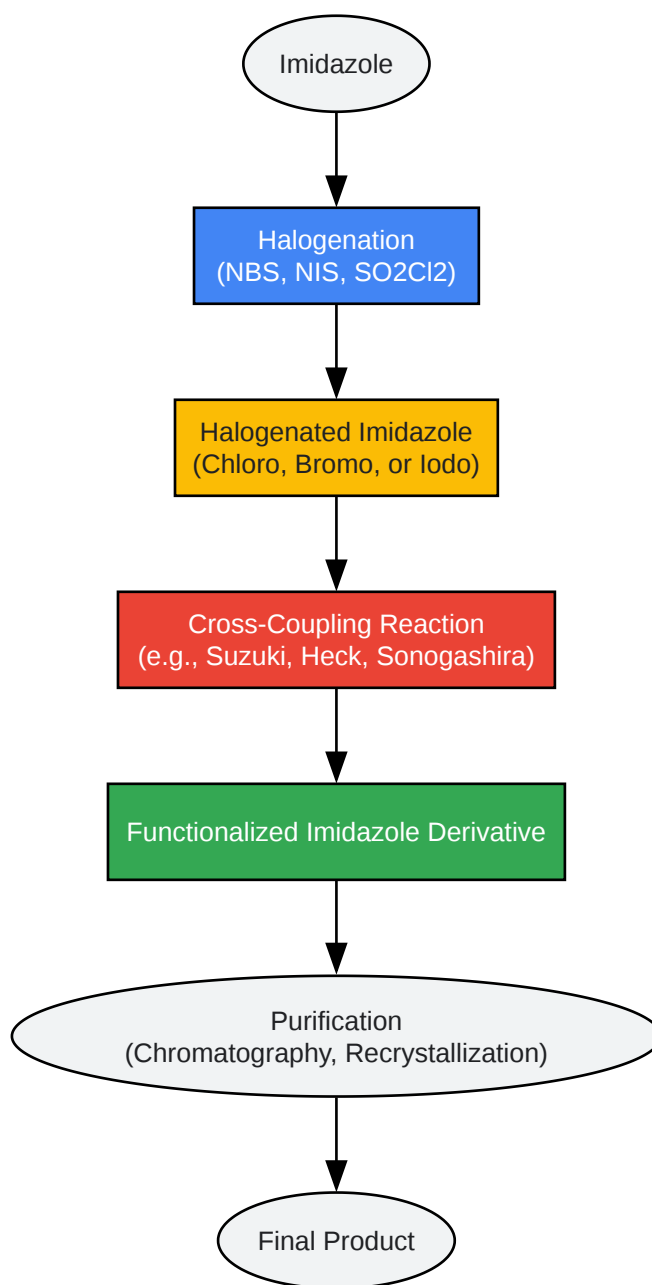 Imidazole
Halogenation
(NBS, NIS, SO2Cl2)
Halogenated Imidazole
(Chloro, Bromo, or Iodo)
Cross-Coupling Reaction
(e.g., Suzuki, Heck, Sonogashira)
Functionalized Imidazole Derivative
Purification
(Chromatography, Recrystallization)
Final Product